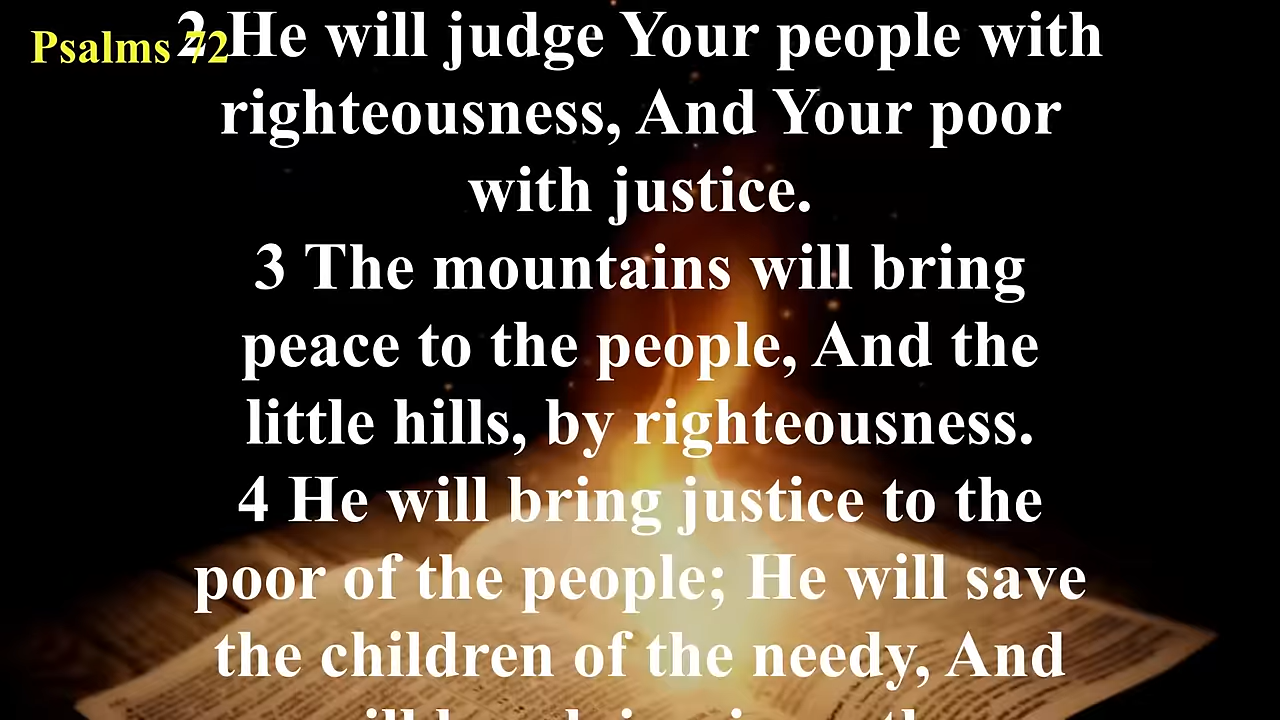 Psalms 72
2 He will judge Your people with
righteousness, And Your poor
with justice.
3 The mountains will bring
peace to the people, And the
little hills, by righteousness.
4 He will bring justice to the
poor of the people; He will save
the children of the needy, And